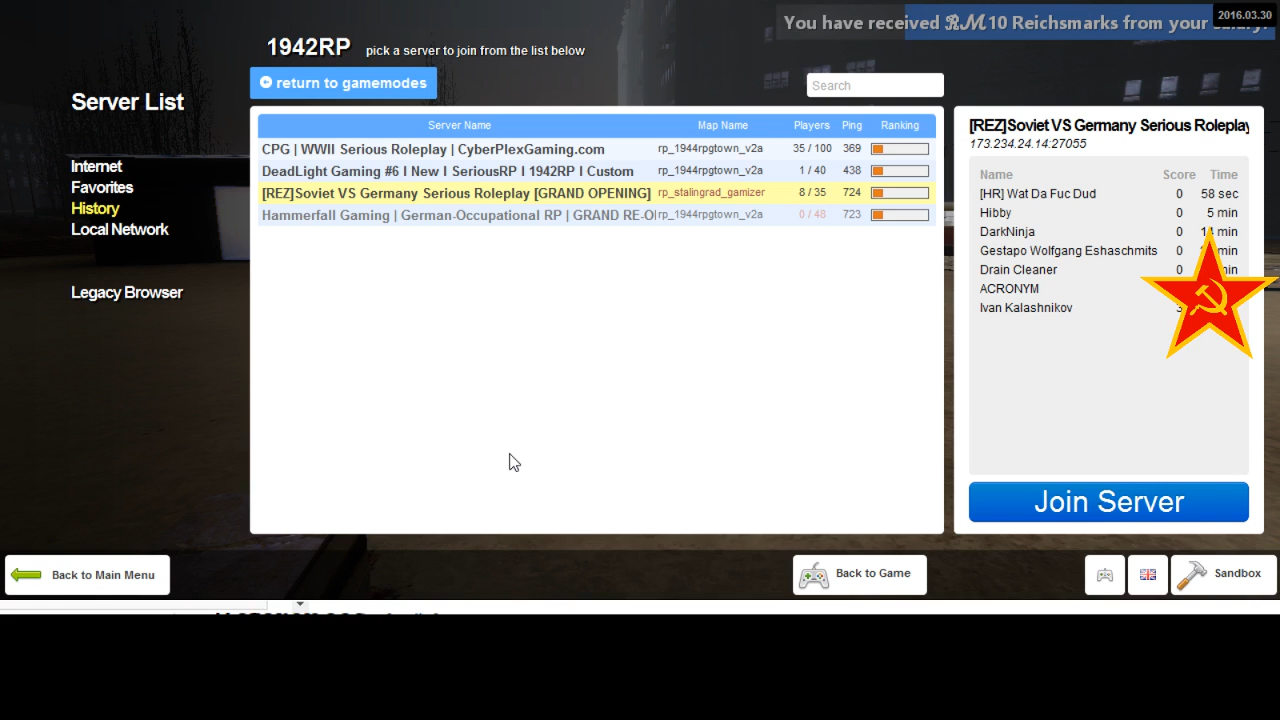 You have received ℛℳ 10 Reichsmarks from your salary.
2016.03.30
1942RP pick a server to join from the list below
return to gamemodes
Search
Server List
Internet
Favorites
History
Local Network
Legacy Browser
Server Name Map Name Players Ping Ranking
CPG | WWII Serious Roleplay | CyberPlexGaming.com rp_1944rpgtown_v2a 35 / 100 369
DeadLight Gaming #6 I New I SeriousRP I 1942RP I Custom rp_1944rpgtown_v2a 1 / 40 438
[REZ]Soviet VS Germany Serious Roleplay [GRAND OPENING] rp_stalingrad_gamizer 8 / 35 724
Hammerfall Gaming | German-Occupational RP | GRAND RE-O rp_1944rpgtown_v2a 0 / 48 723
[REZ]Soviet VS Germany Serious Roleplay
173.234.24.14:27055
Name Score Time
[HR] Wat Da Fuc Dud 0 58 sec
Hibby 0 5 min
DarkNinja 0 min
Gestapo Wolfgang Eshaschmits 0 min
Drain Cleaner 0 min
ACRONYM
Ivan Kalashnikov
Join Server
Back to Main Menu
Back to Game
Sandbox